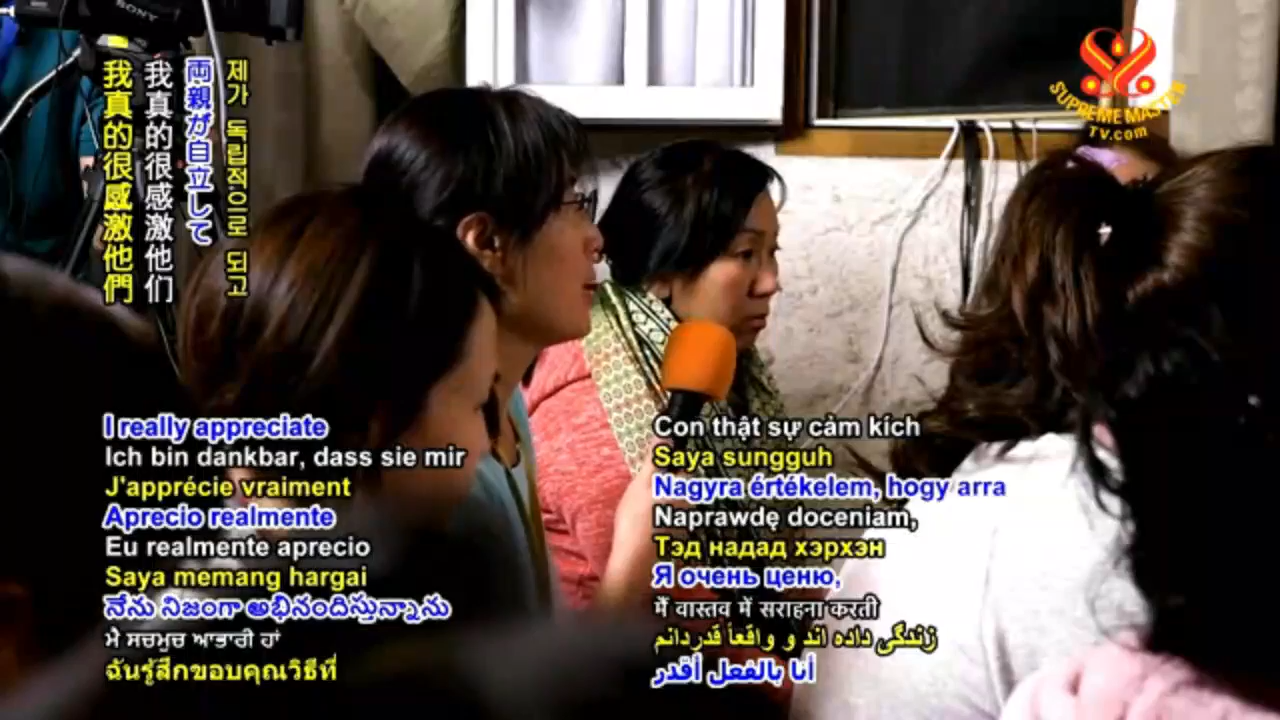 SONY
我真的很感激他們
我真的很感激他们
両親が自立して
제가 독립적으로 되고
SUPREME MASTER
TV.com
I really appreciate
Ich bin dankbar, dass sie mir
J'apprécie vraiment
Aprecio realmente
Eu realmente aprecio
Saya memang hargai
నేను నిజంగా అభినందిస్తున్నాను
ਮੈਂ ਸਚਮੁਚ ਆਭਾਰੀ ਹਾਂ
ฉันรู้สึกขอบคุณวิธีที่
Con thật sự cảm kích
Saya sungguh
Nagyra értékelem, hogy arra
Naprawdę doceniam,
Тэд надад хэрхэн
Я очень ценю,
मैं वास्तव में सराहना करती
زندگی داده اند و واقعاً قدردانم
أنا بالفعل أقدر